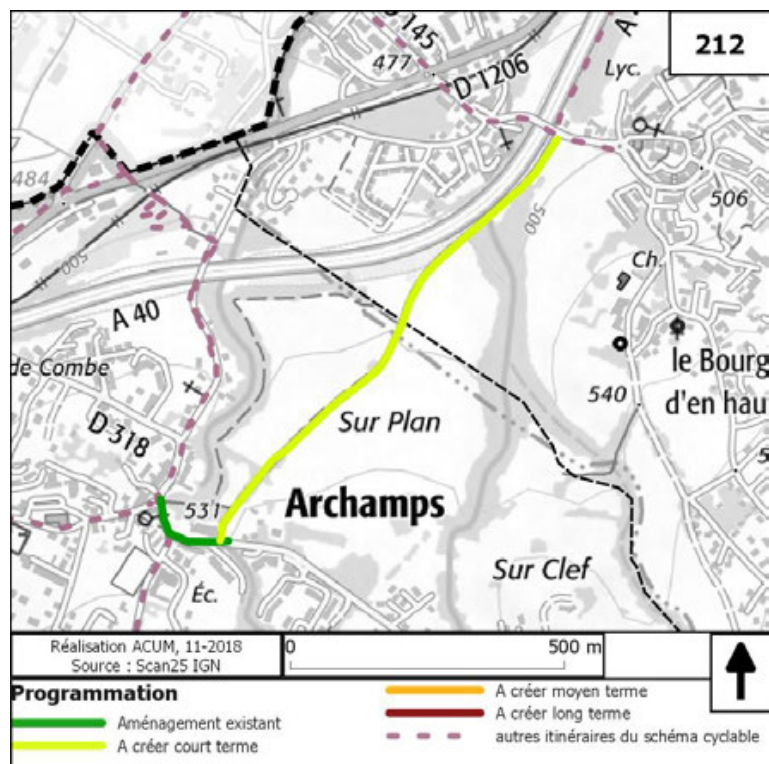 212
145
477
D 1206
A
Lyc.
484
506
500
500
Ch.
A 40
de Combe
le Bourg
d'en hau
540
Sur Plan
D 318
531
Archamps
5
Sur Clef
Éc.
Réalisation ACUM, 11-2018
Source : Scan25 IGN
0 500 m
Programmation
Aménagement existant
A créer court terme
A créer moyen terme
A créer long terme
autres itinéraires du schéma cyclable